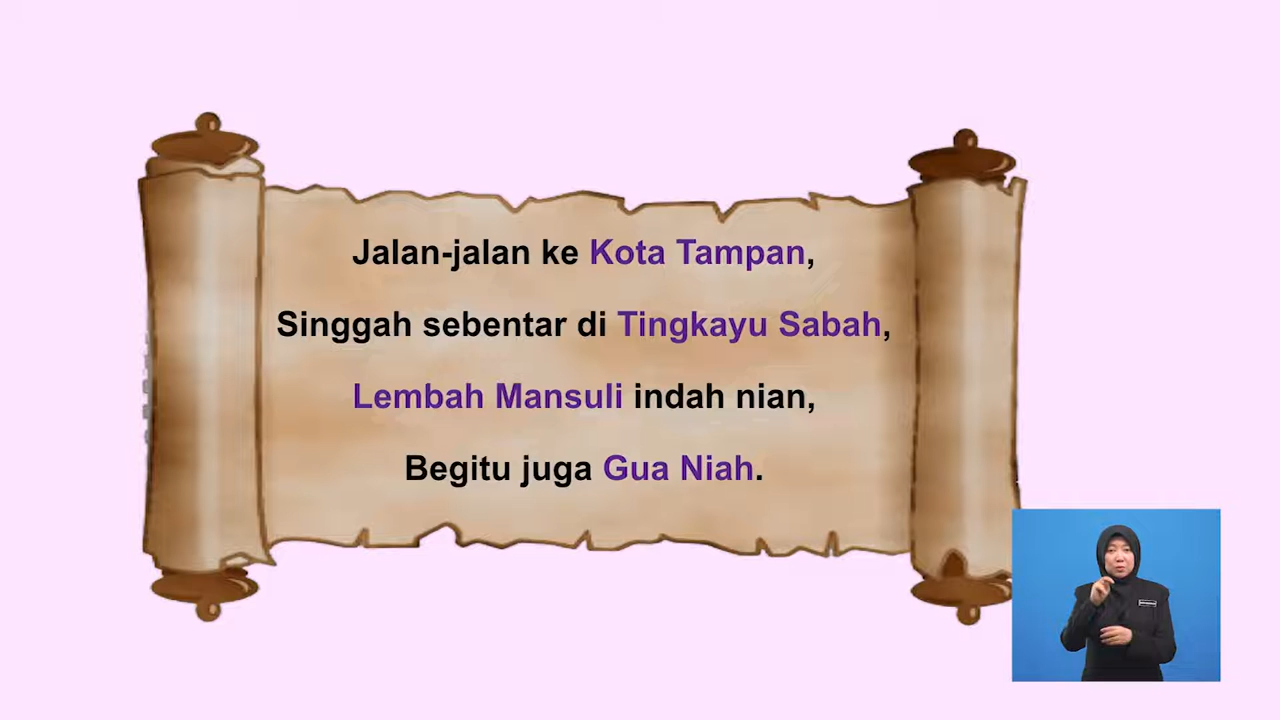 Jalan-jalan ke Kota Tampan,
Singgah sebentar di Tingkayu Sabah,
Lembah Mansuli indah nian,
Begitu juga Gua Niah.